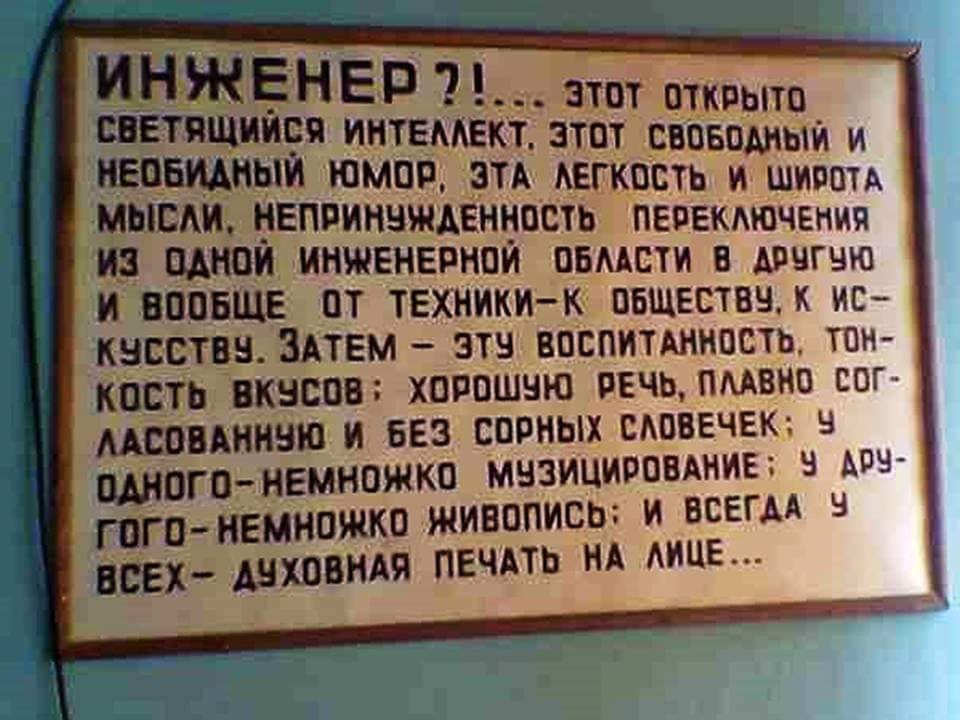 ИНЖЕНЕР?!... ЭТОТ ОТКРЫТО
СВЕТЯЩИЙСЯ ИНТЕЛЛЕКТ, ЭТОТ СВОБОДНЫЙ И
НЕОБИДНЫЙ ЮМОР, ЭТА ЛЕГКОСТЬ И ШИРОТА
МЫСЛИ, НЕПРИНУЖДЕННОСТЬ ПЕРЕКЛЮЧЕНИЯ
ИЗ ОДНОЙ ИНЖЕНЕРНОЙ ОБЛАСТИ В ДРУГУЮ
И ВООБЩЕ ОТ ТЕХНИКИ-К ОБЩЕСТВУ, К ИС-
КУССТВУ. ЗАТЕМ - ЭТУ ВОСПИТАННОСТЬ, ТОН-
КОСТЬ ВКУСОВ; ХОРОШУЮ РЕЧЬ, ПЛАВНО СОГ-
ЛАСОВАННУЮ И БЕЗ СОРНЫХ СЛОВЕЧЕК; У
ОДНОГО-НЕМНОЖКО МУЗИЦИРОВАНИЕ; У ДРУ-
ГОГО-НЕМНОЖКО ЖИВОПИСЬ; И ВСЕГДА У
ВСЕХ- ДУХОВНАЯ ПЕЧАТЬ НА ЛИЦЕ...